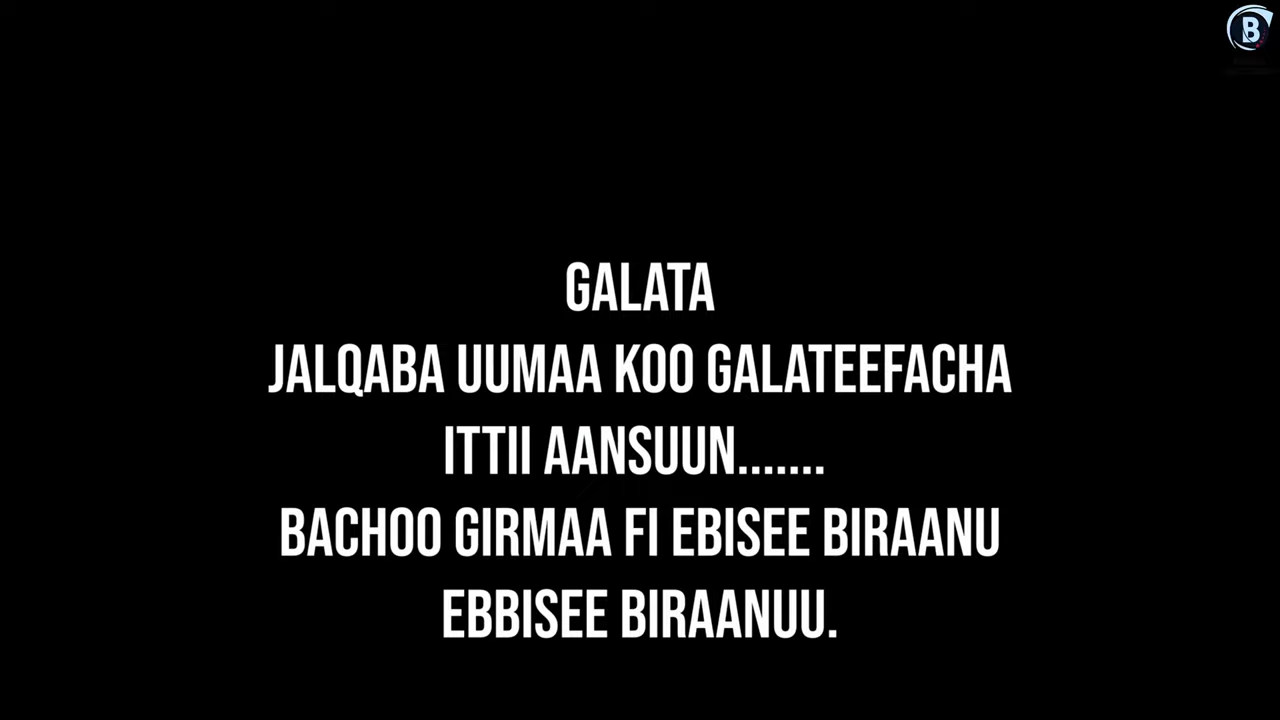 B
GALATA
JALQABA UUMAA KOO GALATEEFACHA
ITTII AANSUUN.......
BACHOO GIRMAA FI EBISEE BIRAANU
EBBISEE BIRAANUU.